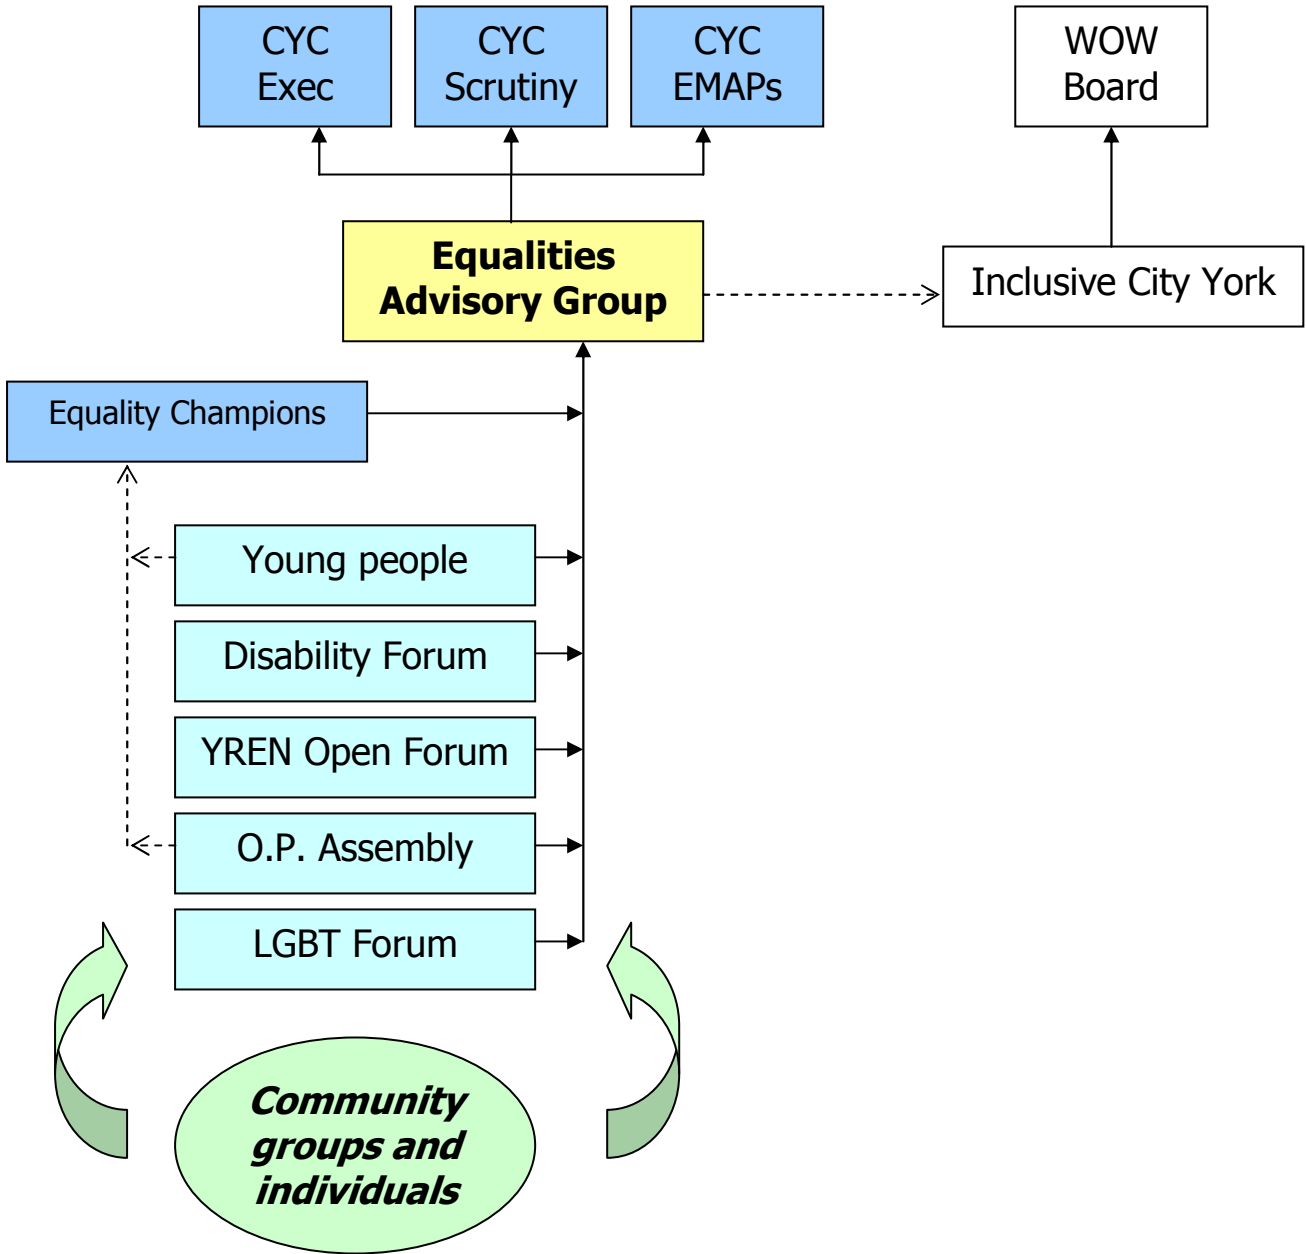 CYC
Exec
CYC
Scrutiny
CYC
EMAPs
WOW
Board
Equalities
Advisory Group
Inclusive City York
Equality Champions
Young people
Disability Forum
YREN Open Forum
O.P. Assembly
LGBT Forum
Community
groups and
individuals